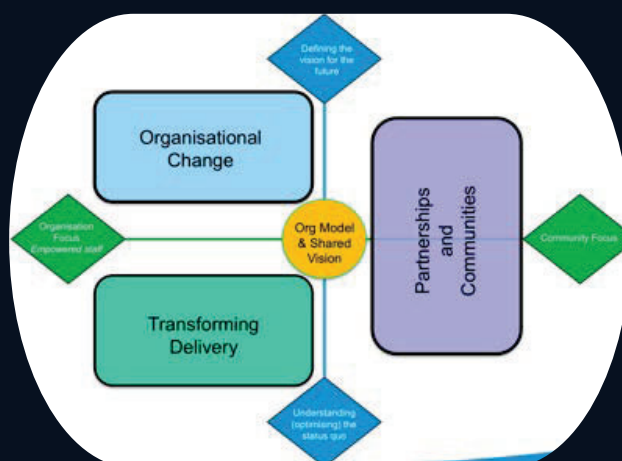 Defining the
vision for the
future
Organisational
Change
Organisation
Focus
Empowered staff
Org Model
& Shared
Vision
Partnerships
and
Communities
Community Focus
Transforming
Delivery
Understanding
(optimising) the
status quo